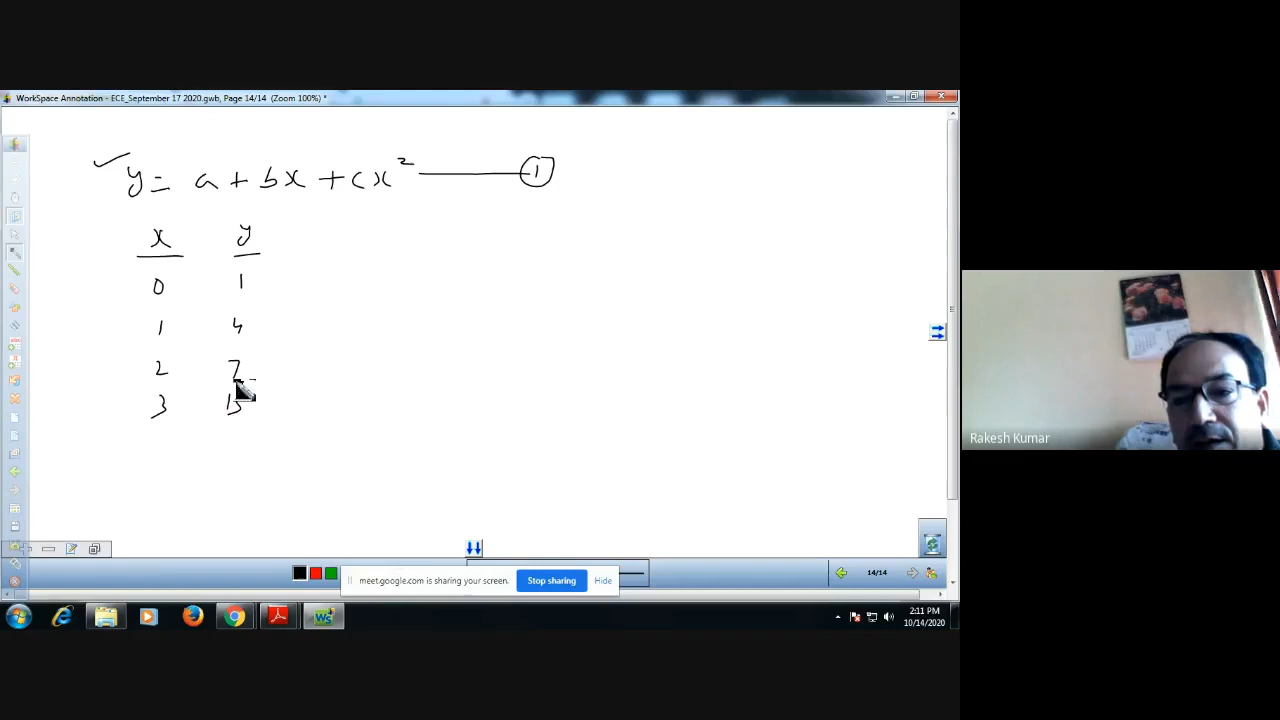 WorkSpace Annotation - ECE_September 17 2020.gwb, Page 14/14 (Zoom 100%) *
y = a + bx + cx² ——— ①
x y
0 1
1 4
2 7
3
Rakesh Kumar
14/14
meet.google.com is sharing your screen. Stop sharing Hide
2:11 PM
10/14/2020